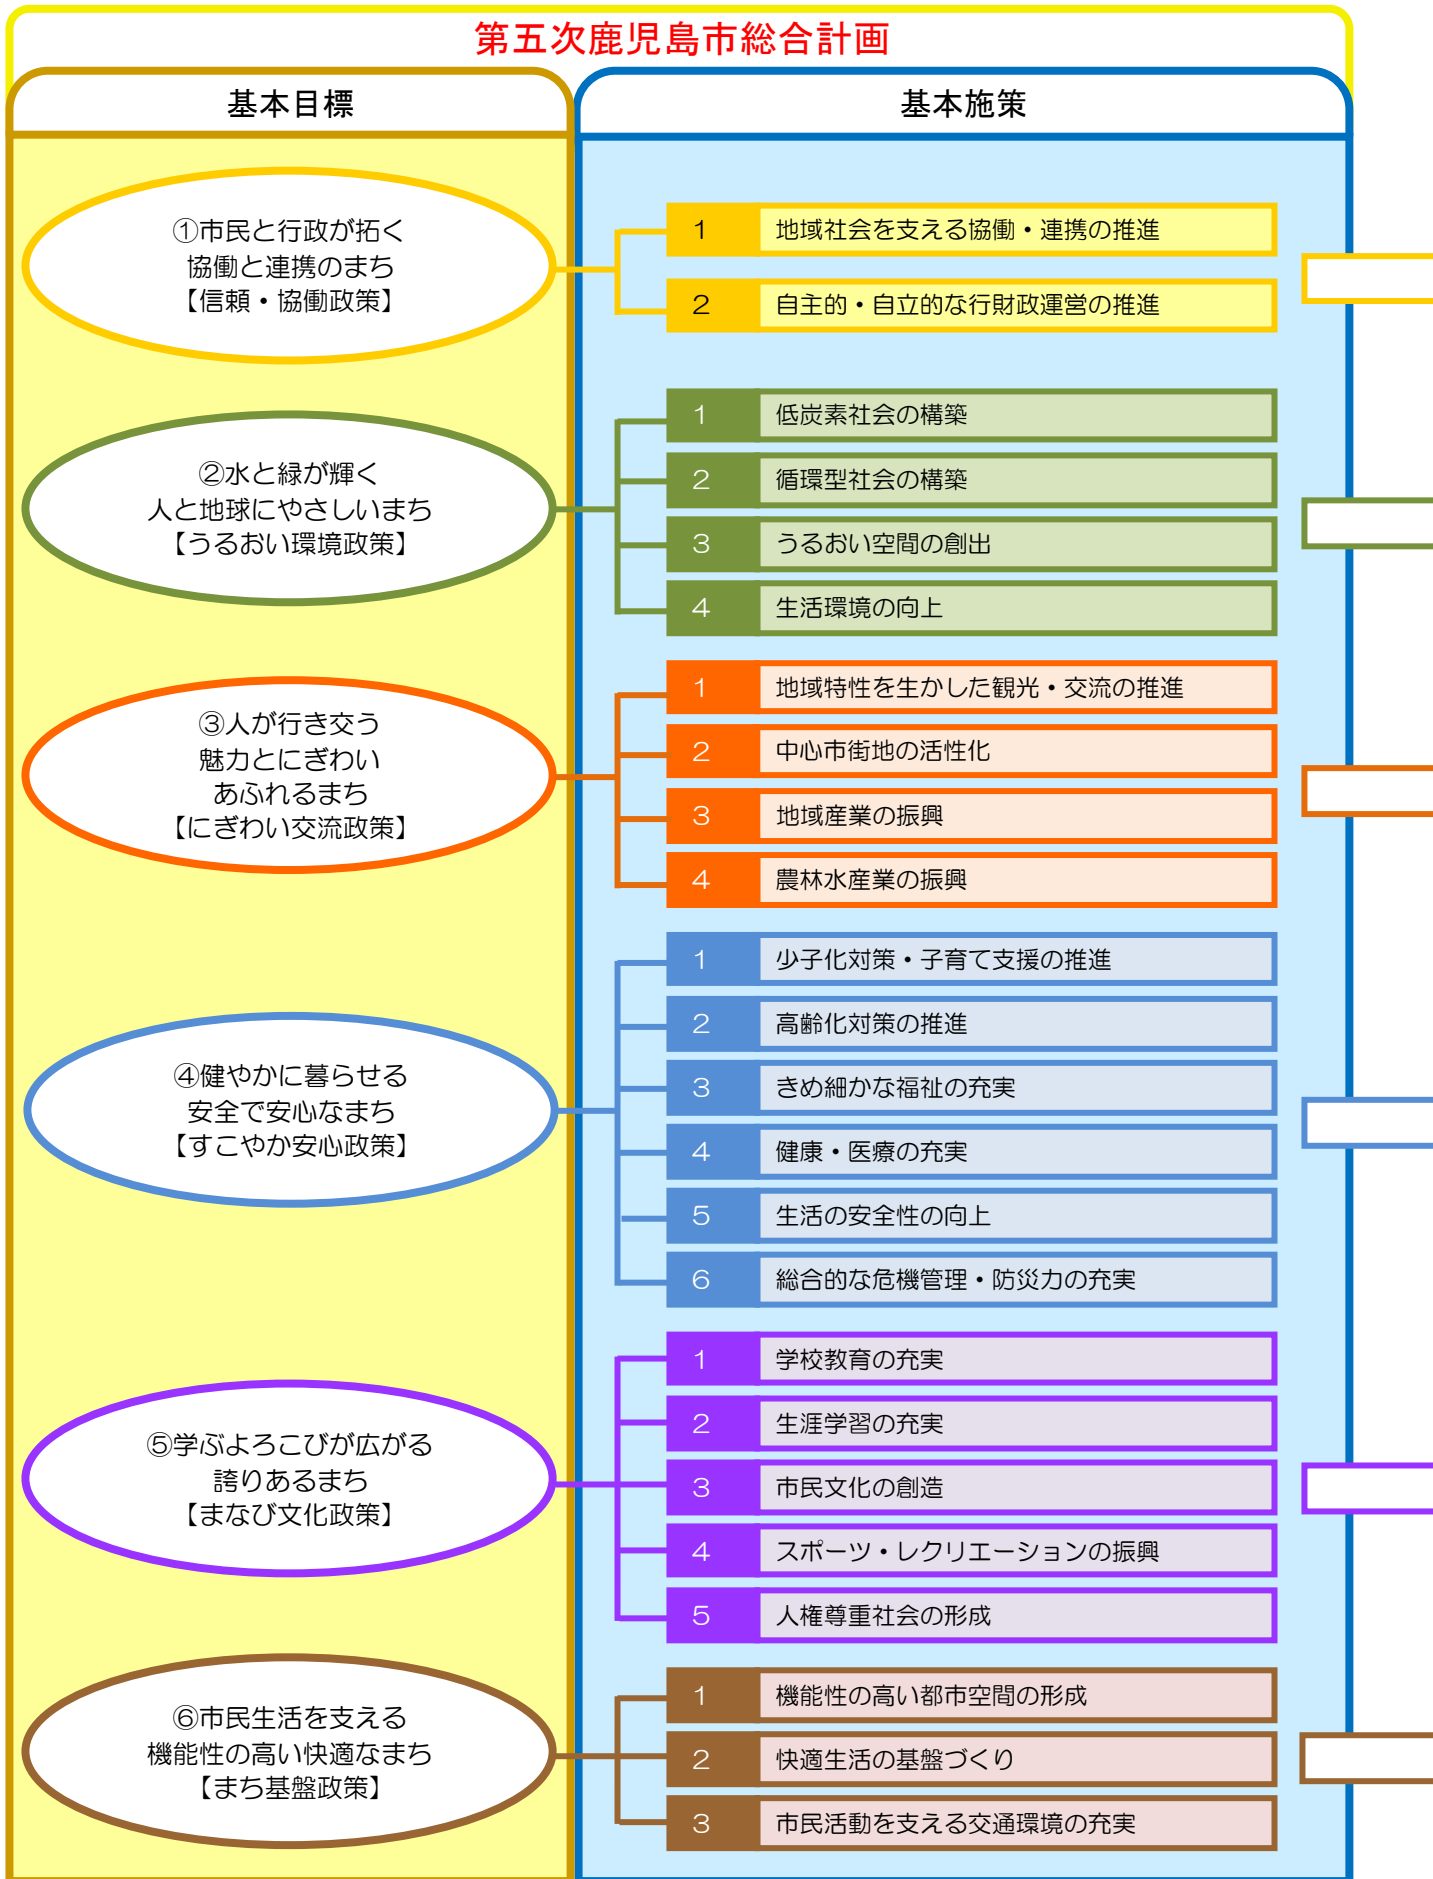 第五次鹿児島市総合計画
基本目標
基本施策
①市民と行政が拓く
協働と連携のまち
【信頼・協働政策】
1 地域社会を支える協働・連携の推進
2 自主的・自立的な行財政運営の推進
②水と緑が輝く
人と地球にやさしいまち
【うるおい環境政策】
1 低炭素社会の構築
2 循環型社会の構築
3 うるおい空間の創出
4 生活環境の向上
③人が行き交う
魅力とにぎわい
あふれるまち
【にぎわい交流政策】
1 地域特性を生かした観光・交流の推進
2 中心市街地の活性化
3 地域産業の振興
4 農林水産業の振興
④健やかに暮らせる
安全で安心なまち
【すこやか安心政策】
1 少子化対策・子育て支援の推進
2 高齢化対策の推進
3 きめ細かな福祉の充実
4 健康・医療の充実
5 生活の安全性の向上
6 総合的な危機管理・防災力の充実
⑤学ぶよろこびが広がる
誇りあるまち
【まなび文化政策】
1 学校教育の充実
2 生涯学習の充実
3 市民文化の創造
4 スポーツ・レクリエーションの振興
5 人権尊重社会の形成
⑥市民生活を支える
機能性の高い快適なまち
【まち基盤政策】
1 機能性の高い都市空間の形成
2 快適生活の基盤づくり
3 市民活動を支える交通環境の充実